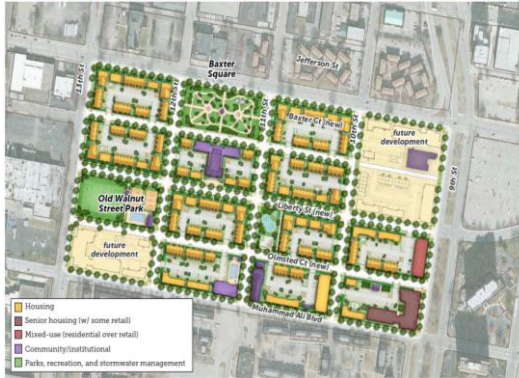 Baxter
Square
Jefferson St
13th St
12th St
11th St
10th St
9th St
Baxter Ct (new)
future
development
Liberty St (new)
Old Walnut
Street Park
Olmsted Ct (new)
future
development
Muhammad Ali Blvd
Housing
Senior housing (w/ some retail)
Mixed-use (residential over retail)
Community/institutional
Parks, recreation, and stormwater management